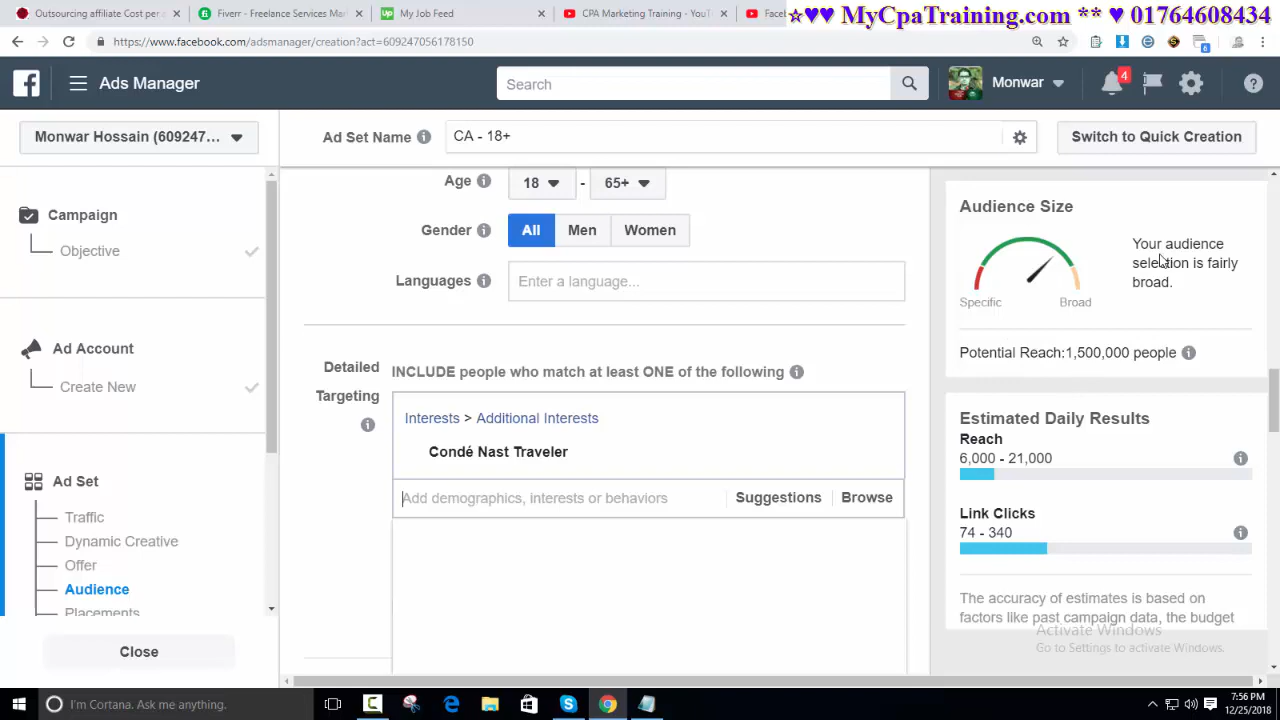 Outsourcing affiliate Cost per a
Fiverr - Freelance Services Mar
My Job Feed
CPA Marketing Training - YouT
Faceb
☆♥♥ MyCpaTraining.com ** ♥ 01764608434
https://www.facebook.com/adsmanager/creation?act=609247056178150
Ads Manager
Search
Monwar
4
Monwar Hossain (609247...
Ad Set Name
CA - 18+
Switch to Quick Creation
Campaign
Objective
Ad Account
Create New
Ad Set
Traffic
Dynamic Creative
Offer
Audience
Placements
Close
Age
18
-
65+
Gender
All
Men
Women
Languages
Enter a language...
Detailed
Targeting
INCLUDE people who match at least ONE of the following
Interests > Additional Interests
Condé Nast Traveler
Add demographics, interests or behaviors
Suggestions
Browse
Audience Size
Specific
Broad
Your audience
selection is fairly
broad.
Potential Reach:1,500,000 people
Estimated Daily Results
Reach
6,000 - 21,000
Link Clicks
74 - 340
The accuracy of estimates is based on
factors like past campaign data, the budget
Activate Windows
Go to Settings to activate Windows.
I'm Cortana. Ask me anything.
7:56 PM
12/25/2018